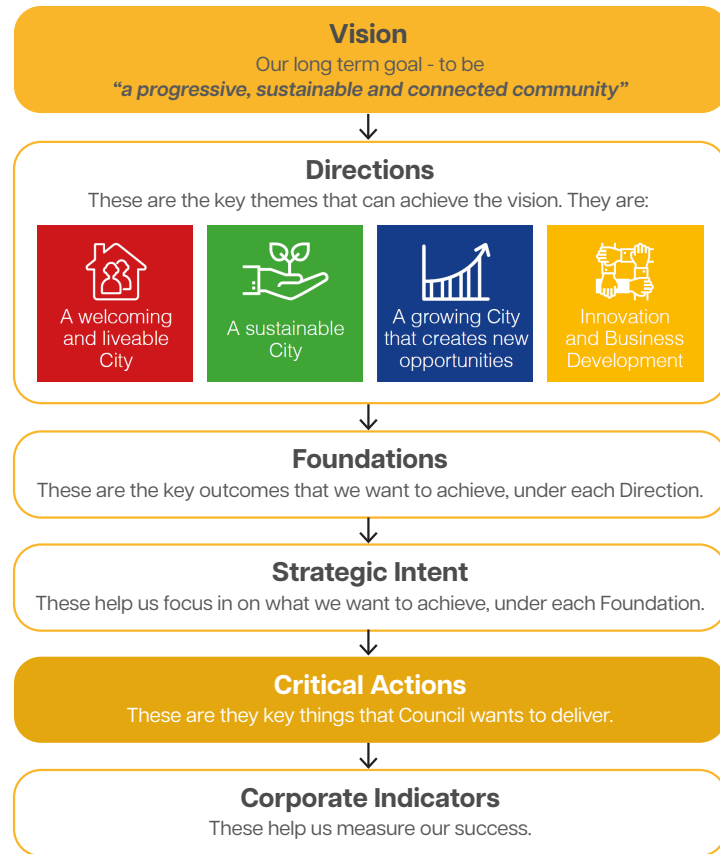 Vision
Our long term goal - to be
“a progressive, sustainable and connected community”
Directions
These are the key themes that can achieve the vision. They are:
A welcoming
and liveable
City
A sustainable
City
A growing City
that creates new
opportunities
Innovation
and Business
Development
Foundations
These are the key outcomes that we want to achieve, under each Direction.
Strategic Intent
These help us focus in on what we want to achieve, under each Foundation.
Critical Actions
These are they key things that Council wants to deliver.
Corporate Indicators
These help us measure our success.